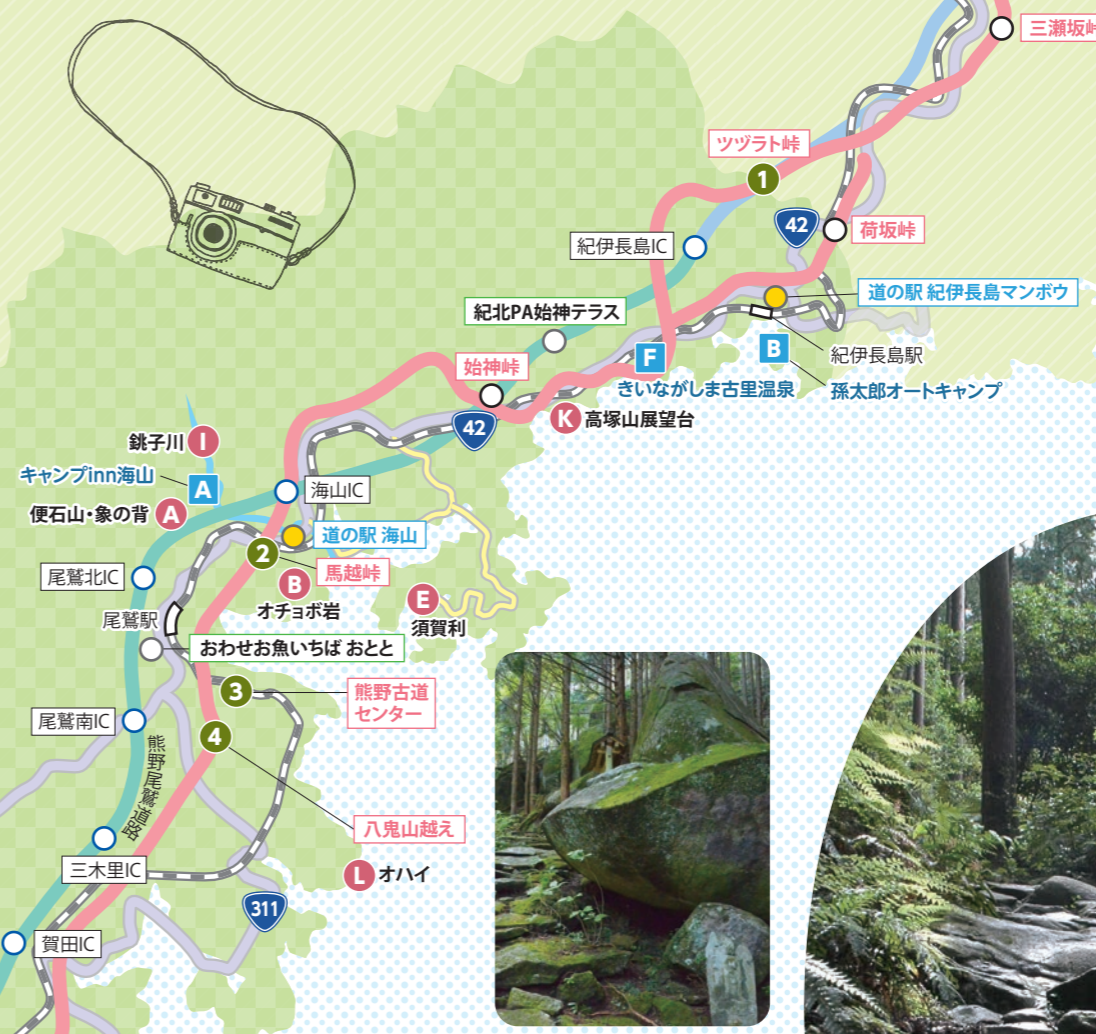 三瀬坂峠
ツヅラト峠
1
42
荷坂峠
紀伊長島IC
道の駅 紀伊長島マンボウ
紀北PA始神テラス
紀伊長島駅
F
B
きいながしま古里温泉
孫太郎オートキャンプ
始神峠
K 高塚山展望台
42
銚子川 I
キャンプinn海山
A
海山IC
便石山・象の背 A
道の駅 海山
2
馬越峠
尾鷲北IC
B
オチョボ岩
E
須賀利
尾鷲駅
おわせお魚いちば おとと
3
熊野古道
センター
尾鷲南IC
4
熊野尾鷲道路
八鬼山越え
三木里IC
L オハイ
311
賀田IC